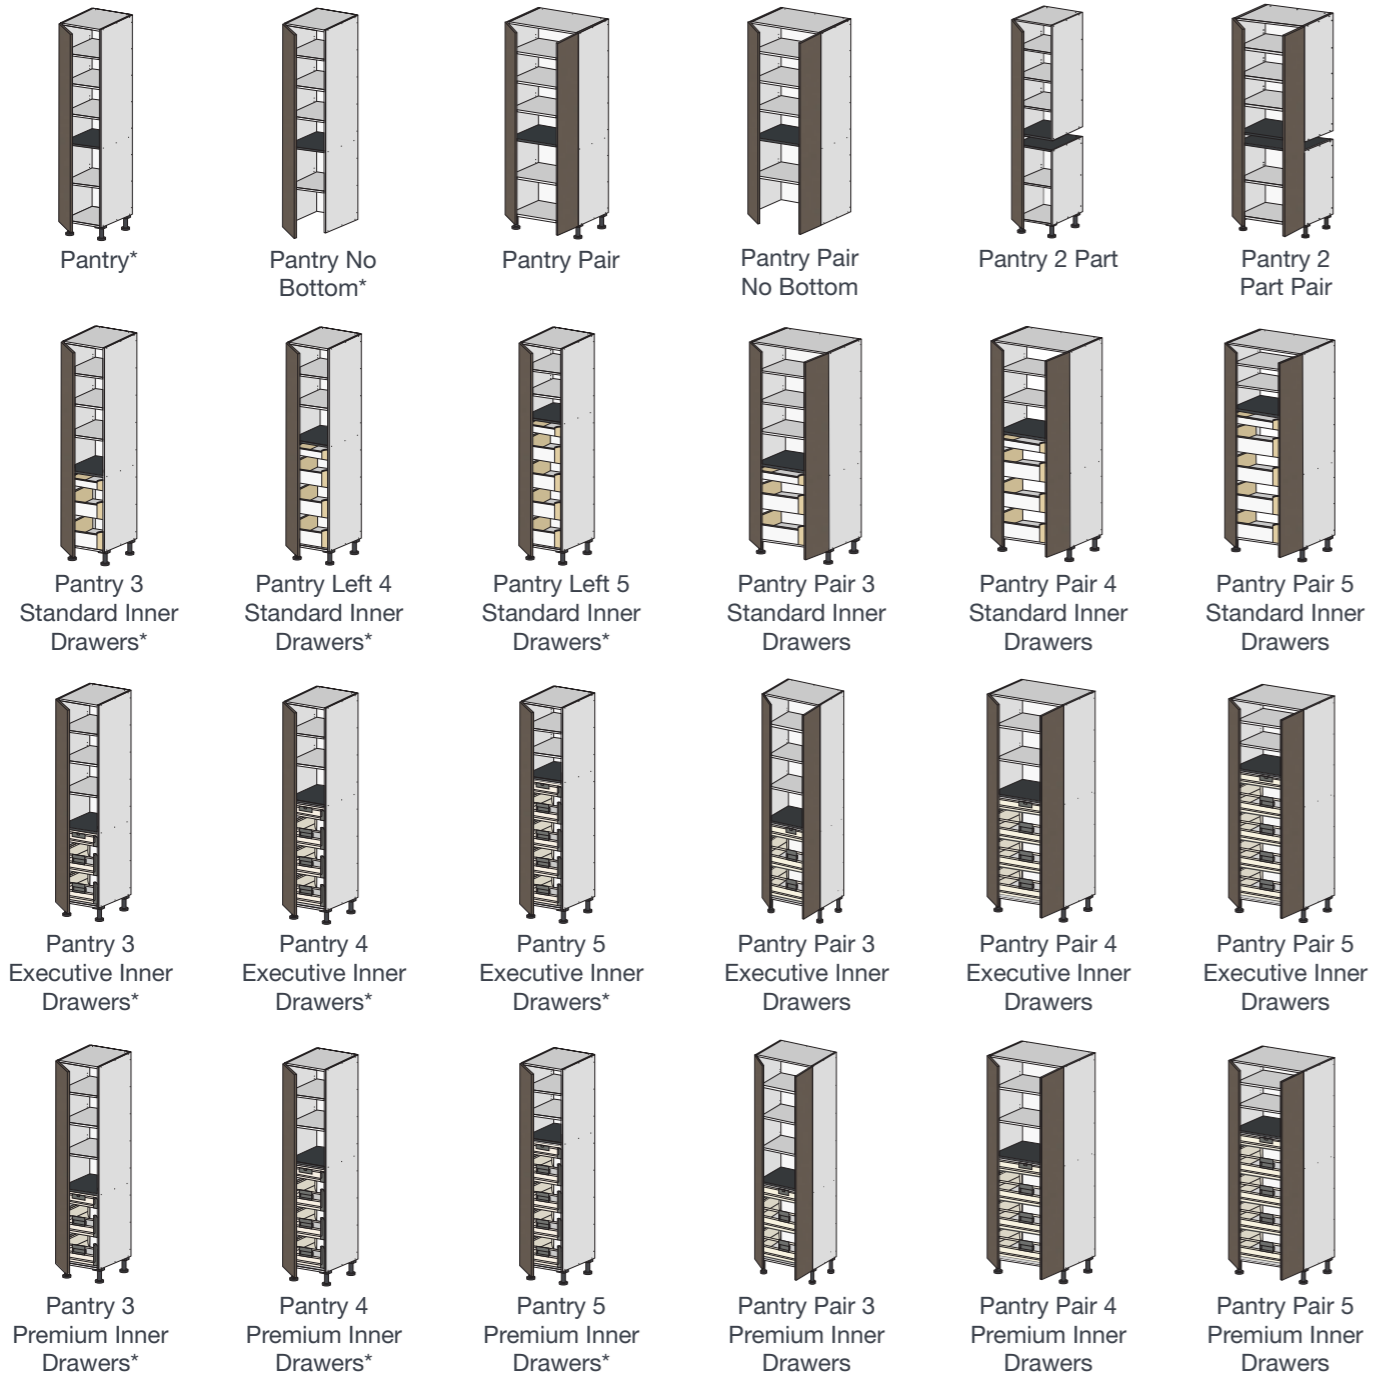 Pantry*
Pantry No
Bottom*
Pantry Pair
Pantry Pair
No Bottom
Pantry 2 Part
Pantry 2
Part Pair
Pantry 3
Standard Inner
Drawers*
Pantry Left 4
Standard Inner
Drawers*
Pantry Left 5
Standard Inner
Drawers*
Pantry Pair 3
Standard Inner
Drawers
Pantry Pair 4
Standard Inner
Drawers
Pantry Pair 5
Standard Inner
Drawers
Pantry 3
Executive Inner
Drawers*
Pantry 4
Executive Inner
Drawers*
Pantry 5
Executive Inner
Drawers*
Pantry Pair 3
Executive Inner
Drawers
Pantry Pair 4
Executive Inner
Drawers
Pantry Pair 5
Executive Inner
Drawers
Pantry 3
Premium Inner
Drawers*
Pantry 4
Premium Inner
Drawers*
Pantry 5
Premium Inner
Drawers*
Pantry Pair 3
Premium Inner
Drawers
Pantry Pair 4
Premium Inner
Drawers
Pantry Pair 5
Premium Inner
Drawers